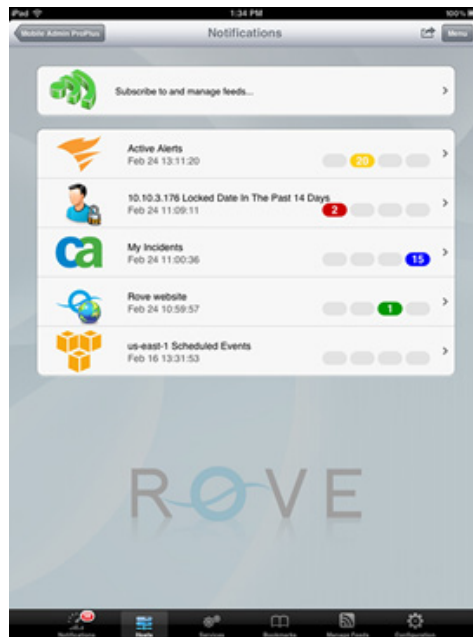 iPad 1:34 PM 100%
Mobile Admin ProPlus Notifications Menu
Subscribe to and manage feeds...
Active Alerts
Feb 24 13:11:20
20
10.10.3.176 Locked Date In The Past 14 Days
Feb 24 11:09:11
2
ca My Incidents
Feb 24 11:00:36
15
Rove website
Feb 24 10:59:57
1
us-east-1 Scheduled Events
Feb 16 13:31:53
ROVE
Notifications Hosts Services Bookmarks Manage Feeds Configuration